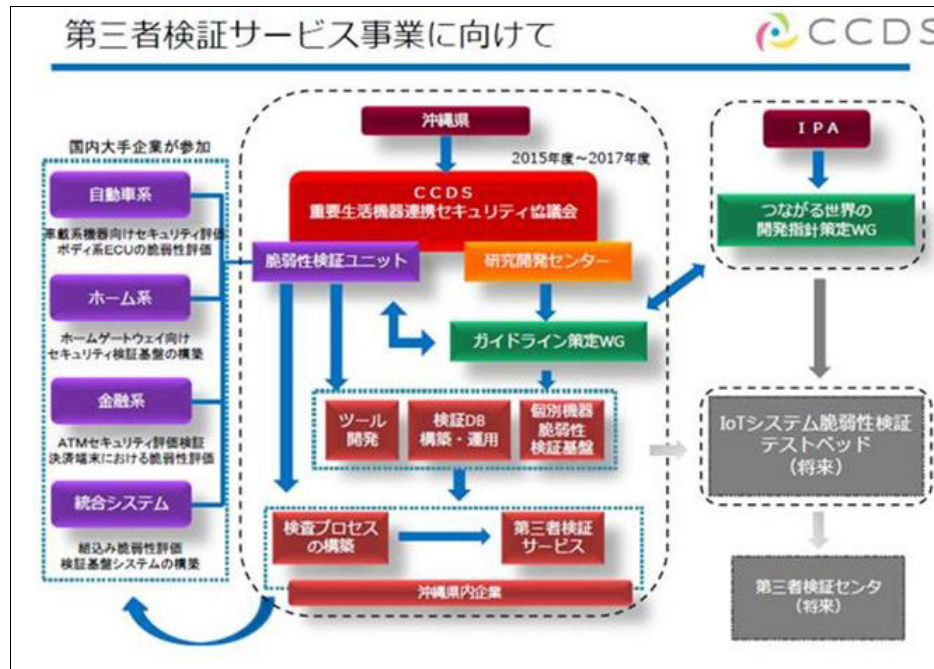 第三者検証サービス事業に向けて
CCDS
国内大手企業が参加
自動車系
車載系機器向けセキュリティ評価
ボディ系ECUの脆弱性評価
ホーム系
ホームゲートウェイ向け
セキュリティ検証基盤の構築
金融系
ATMセキュリティ評価検証
決済端末における脆弱性評価
統合システム
組込み脆弱性評価
検証基盤システムの構築
沖縄県
2015年度～2017年度
CCDS
重要生活機器連携セキュリティ協議会
脆弱性検証ユニット
研究開発センター
ガイドライン策定WG
ツール
開発
検証DB
構築・運用
個別機器
脆弱性
検証基盤
検査プロセス
の構築
第三者検証
サービス
沖縄県内企業
IPA
つながる世界の
開発指針策定WG
IoTシステム脆弱性検証
テストベッド
(将来)
第三者検証センタ
(将来)